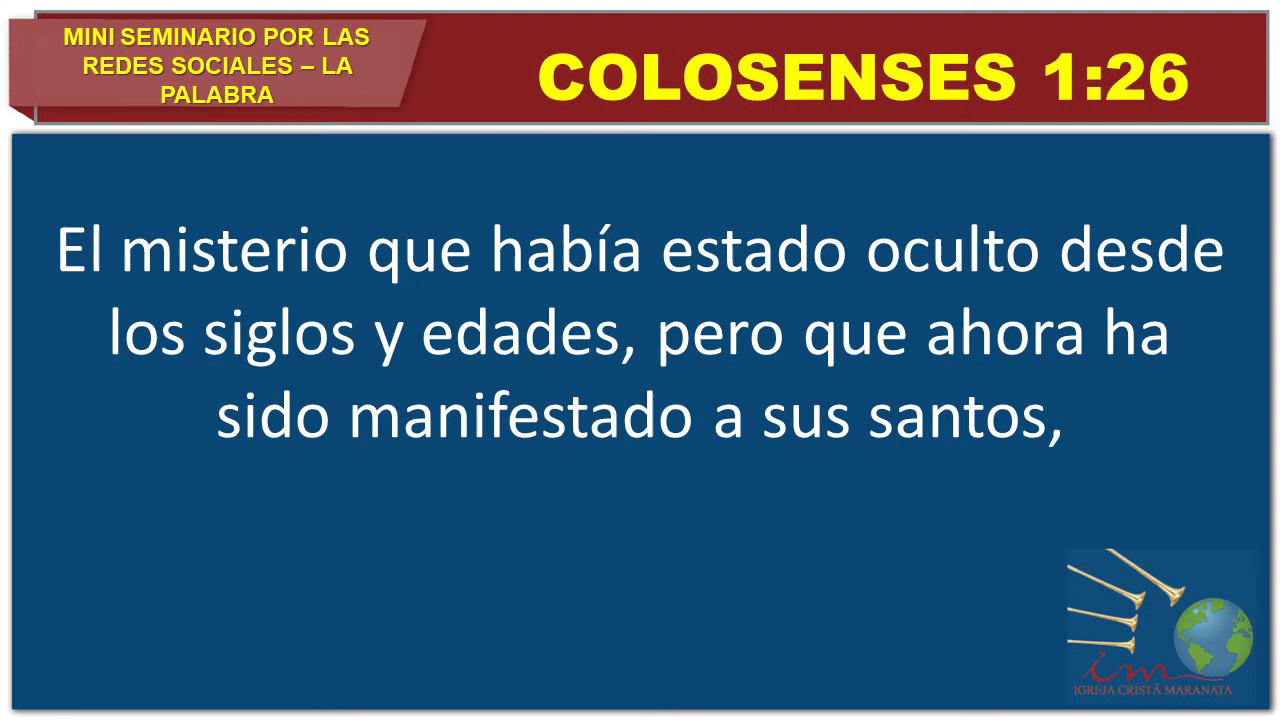 MINI SEMINARIO POR LAS
REDES SOCIALES – LA
PALABRA
COLOSENSES 1:26
El misterio que había estado oculto desde
los siglos y edades, pero que ahora ha
sido manifestado a sus santos,
im
IGREJA CRISTÃ MARANATA